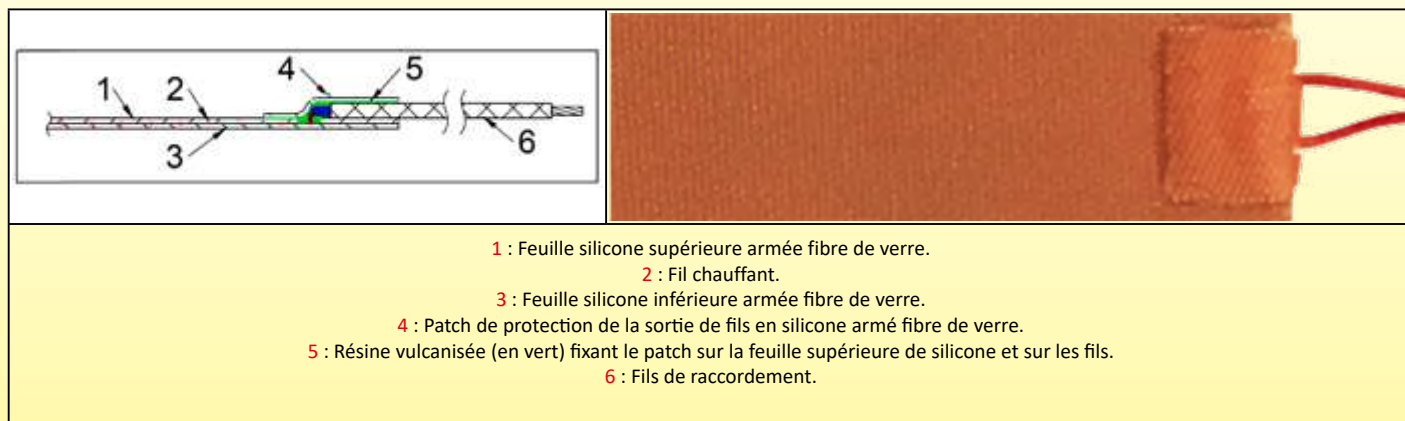 4
5
1
2
3
6
1 : Feuille silicone supérieure armée fibre de verre.
2 : Fil chauffant.
3 : Feuille silicone inférieure armée fibre de verre.
4 : Patch de protection de la sortie de fils en silicone armé fibre de verre.
5 : Résine vulcanisée (en vert) fixant le patch sur la feuille supérieure de silicone et sur les fils.
6 : Fils de raccordement.